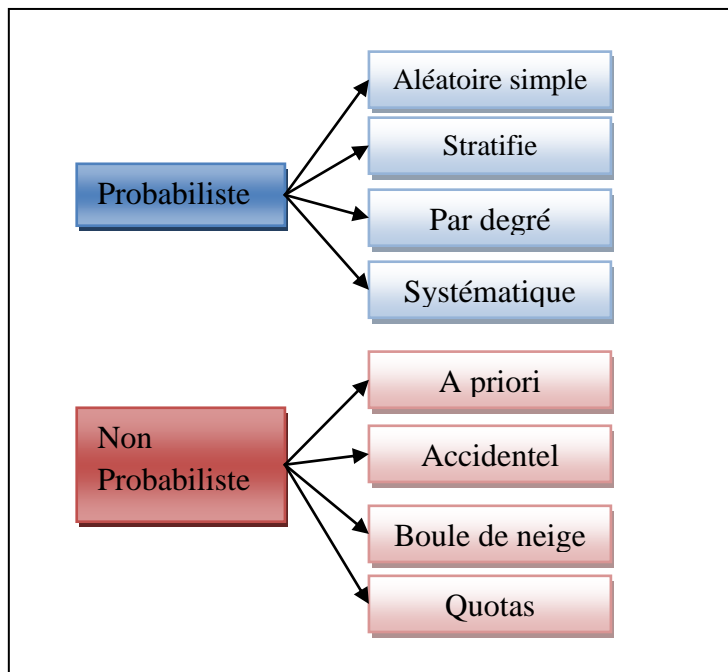 Probabiliste
Aléatoire simple
Stratifie
Par degré
Systématique
Non
Probabiliste
A priori
Accidentel
Boule de neige
Quotas